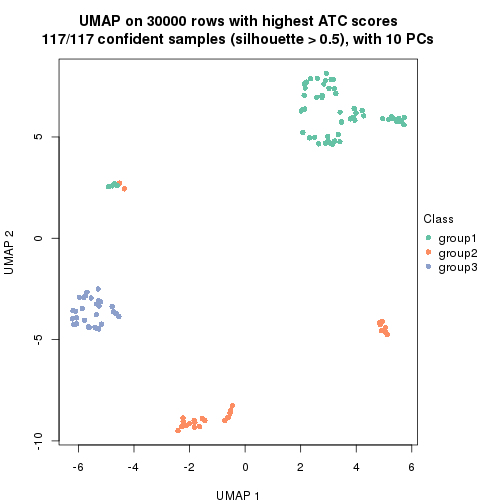 UMAP on 30000 rows with highest ATC scores
117/117 confident samples (silhouette > 0.5), with 10 PCs
UMAP 2
5
0
-5
-10
Class
group1
group2
group3
-6
-4
-2
0
2
4
6
UMAP 1